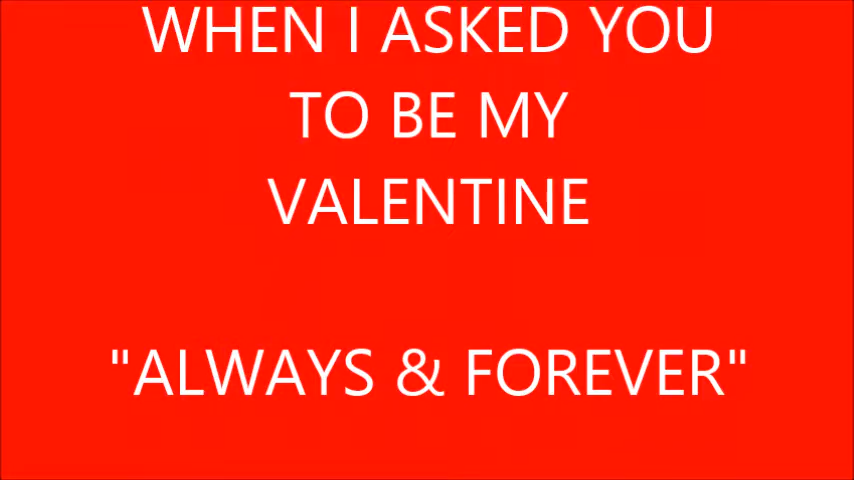 WHEN I ASKED YOU
TO BE MY
VALENTINE
"ALWAYS & FOREVER"